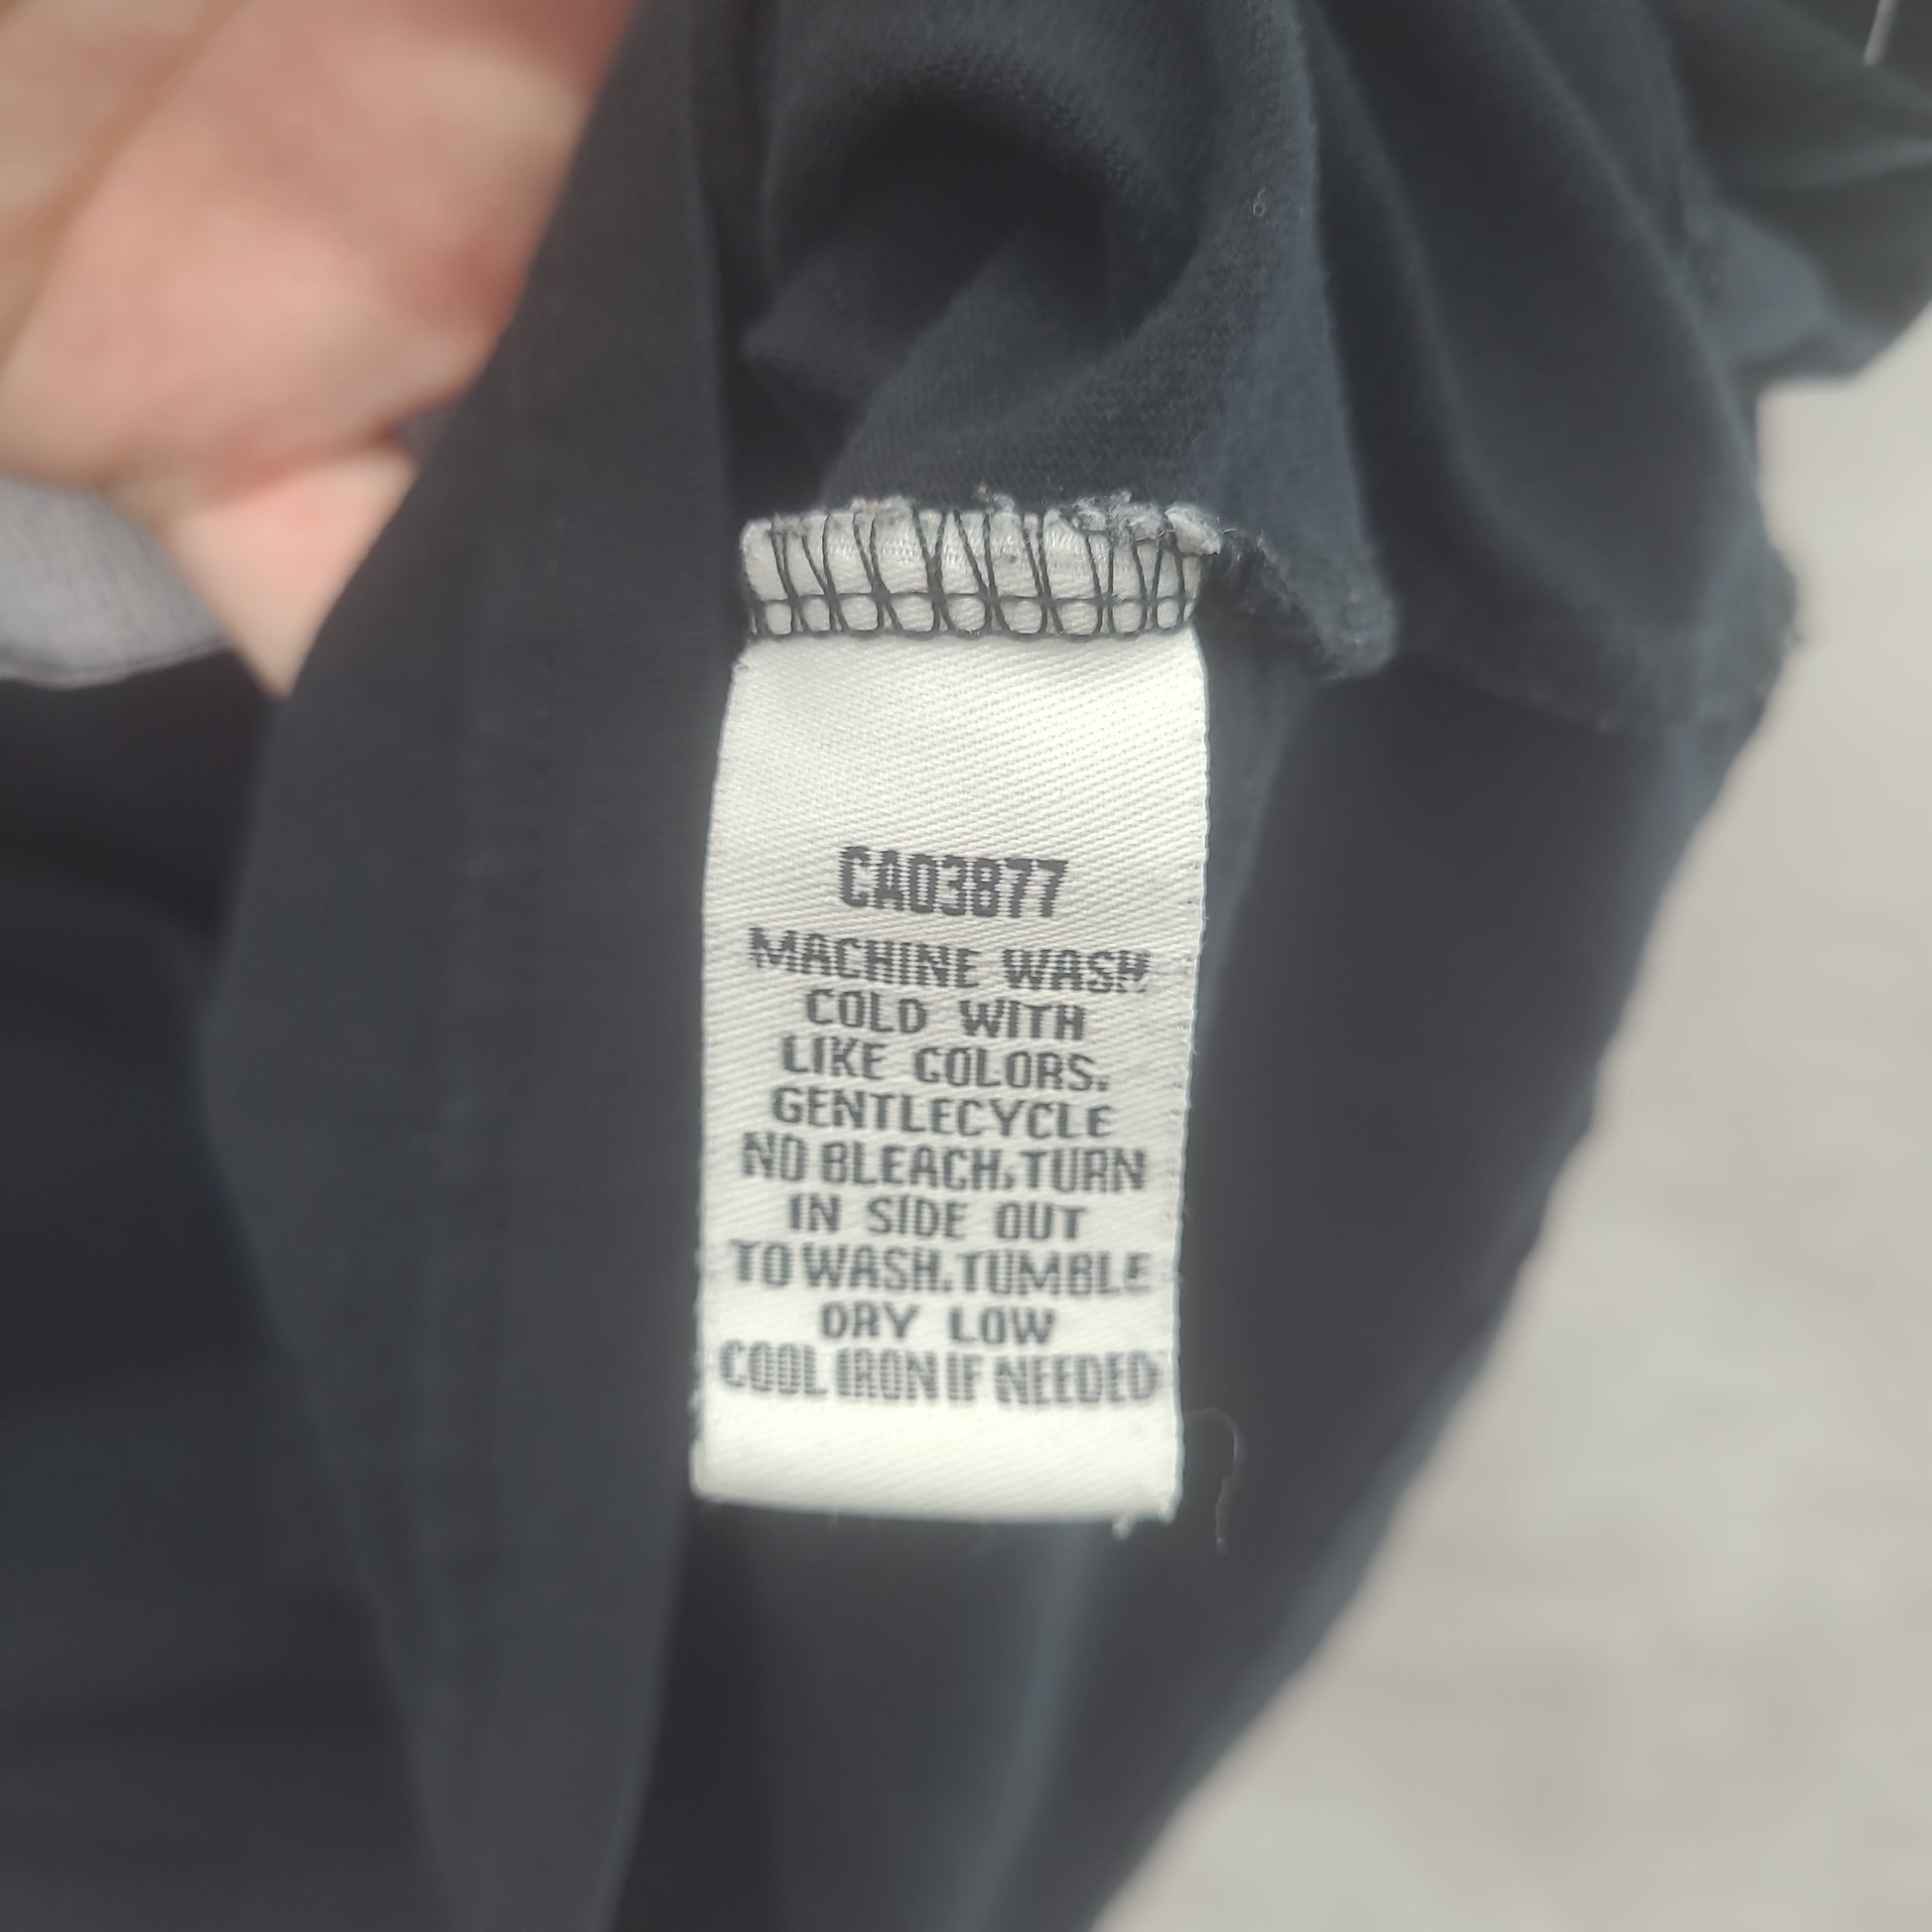 CA03877
MACHINE WASH
COLD WITH
LIKE COLORS.
GENTLECYCLE
NO BLEACH,TURN
IN SIDE OUT
TO WASH.TUMBLE
DRY LOW
COOL IRON IF NEEDED